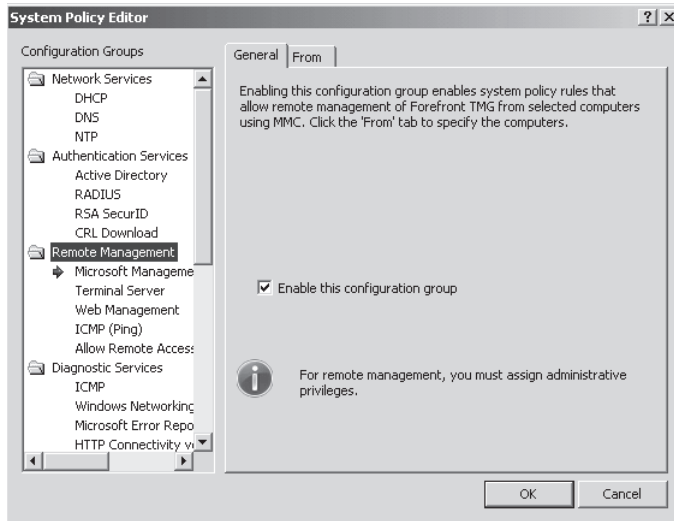 System Policy Editor
Configuration Groups
Network Services
DHCP
DNS
NTP
Authentication Services
Active Directory
RADIUS
RSA SecurID
CRL Download
Remote Management
Microsoft Manageme
Terminal Server
Web Management
ICMP (Ping)
Allow Remote Access
Diagnostic Services
ICMP
Windows Networking
Microsoft Error Repo
HTTP Connectivity ve
General
From
Enabling this configuration group enables system policy rules that
allow remote management of Forefront TMG from selected computers
using MMC. Click the 'From' tab to specify the computers.
Enable this configuration group
For remote management, you must assign administrative
privileges.
OK
Cancel